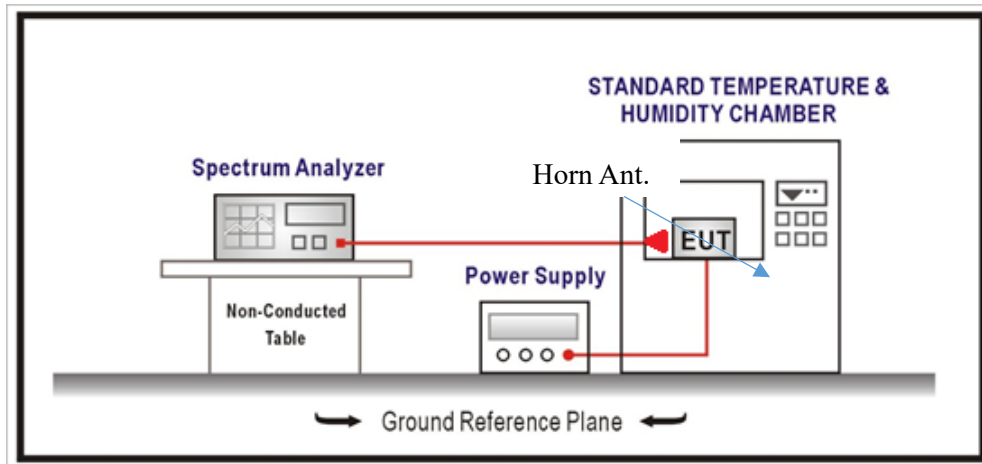 STANDARD TEMPERATURE &
HUMIDITY CHAMBER
Spectrum Analyzer
Horn Ant.
EUT
Power Supply
Non-Conducted
Table
Ground Reference Plane